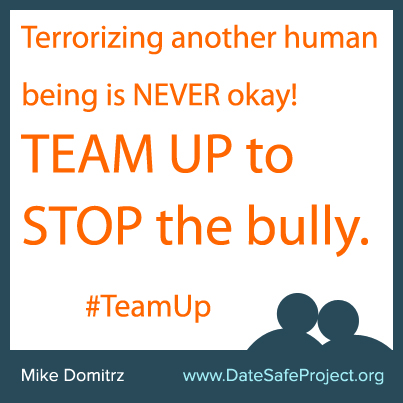 Terrorizing another human
being is NEVER okay!
TEAM UP to
STOP the bully.
#TeamUp
Mike Domitrz
www.DateSafeProject.org